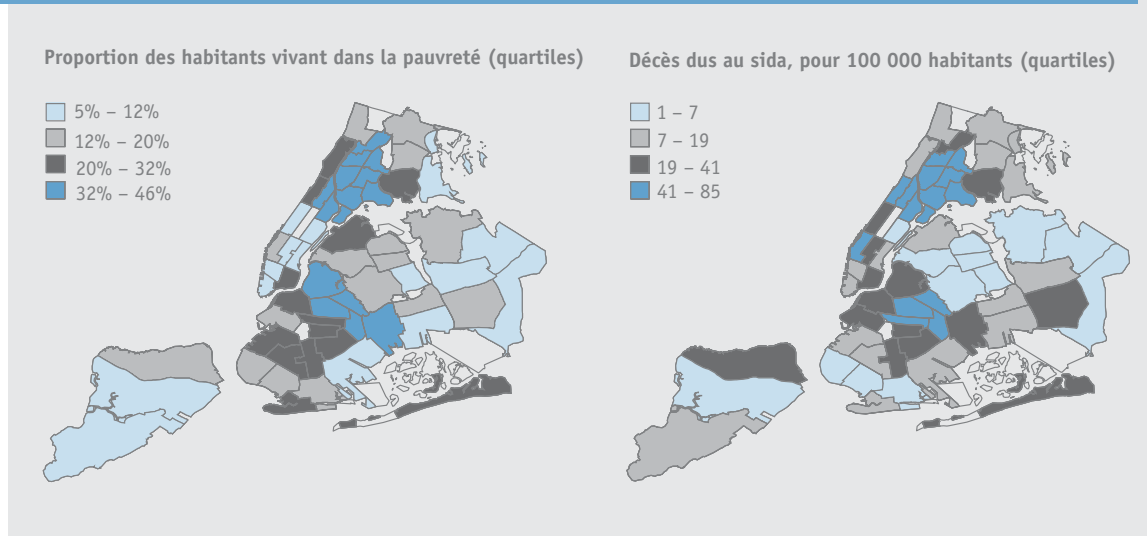 Proportion des habitants vivant dans la pauvreté (quartiles)
5% – 12%
12% – 20%
20% – 32%
32% – 46%
Décès dus au sida, pour 100 000 habitants (quartiles)
1 – 7
7 – 19
19 – 41
41 – 85